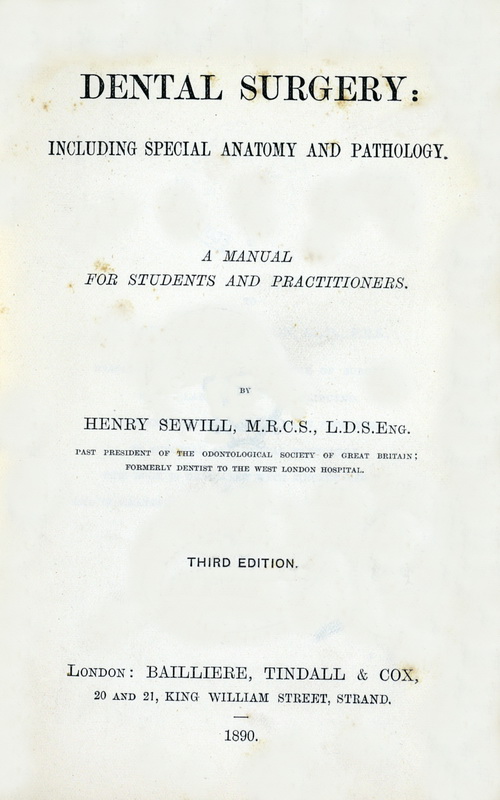 DENTAL SURGERY:
INCLUDING SPECIAL ANATOMY AND PATHOLOGY.
A MANUAL
FOR STUDENTS AND PRACTITIONERS.
BY
HENRY SEWILL, M.R.C.S., L.D.S.ENG.
PAST PRESIDENT OF THE ODONTOLOGICAL SOCIETY OF GREAT BRITAIN;
FORMERLY DENTIST TO THE WEST LONDON HOSPITAL.
THIRD EDITION.
LONDON: BAILLIERE, TINDALL & COX,
20 AND 21, KING WILLIAM STREET, STRAND.
1890.